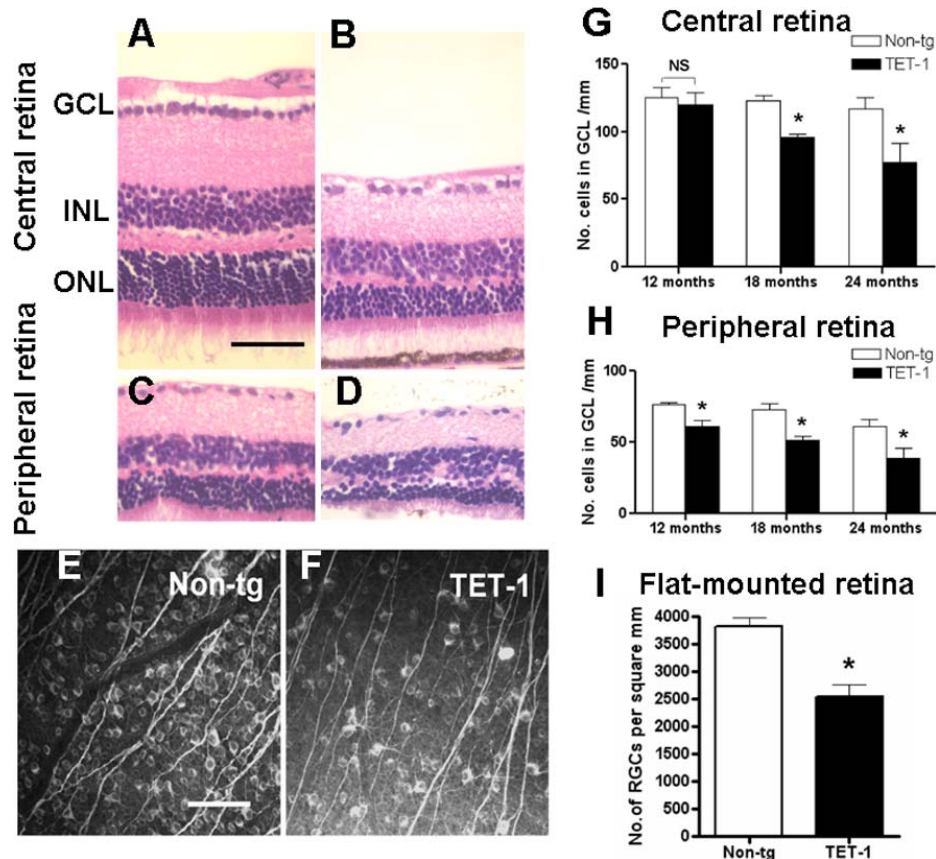 A
B
Central retina
GCL
INL
ONL
Peripheral retina
C
D
E
Non-tg
F
TET-1
G
Central retina
Non-tg
TET-1
No. cells in GCL /mm
150
100
50
0
NS
*
*
12 months
18 months
24 months
H
Peripheral retina
Non-tg
TET-1
No. cells in GCL /mm
100
50
0
*
*
*
12 months
18 months
24 months
I
Flat-mounted retina
No. of RGCs per square mm
4000
3500
3000
2500
2000
1500
1000
500
0
*
Non-tg
TET-1